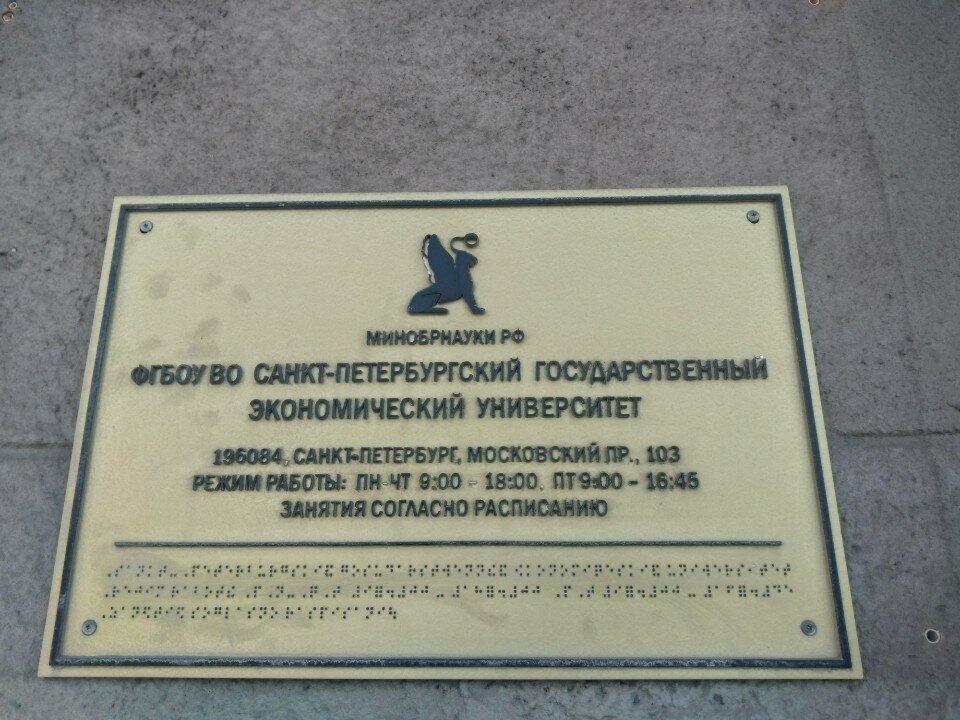 МИНОБРНАУКИ РФ
ФГБОУ ВО САНКТ-ПЕТЕРБУРГСКИЙ ГОСУДАРСТВЕННЫЙ
ЭКОНОМИЧЕСКИЙ УНИВЕРСИТЕТ
196084, САНКТ-ПЕТЕРБУРГ, МОСКОВСКИЙ ПР., 103
РЕЖИМ РАБОТЫ: ПН-ЧТ 9:00 - 18:00, ПТ 9:00 - 16:45
ЗАНЯТИЯ СОГЛАСНО РАСПИСАНИЮ